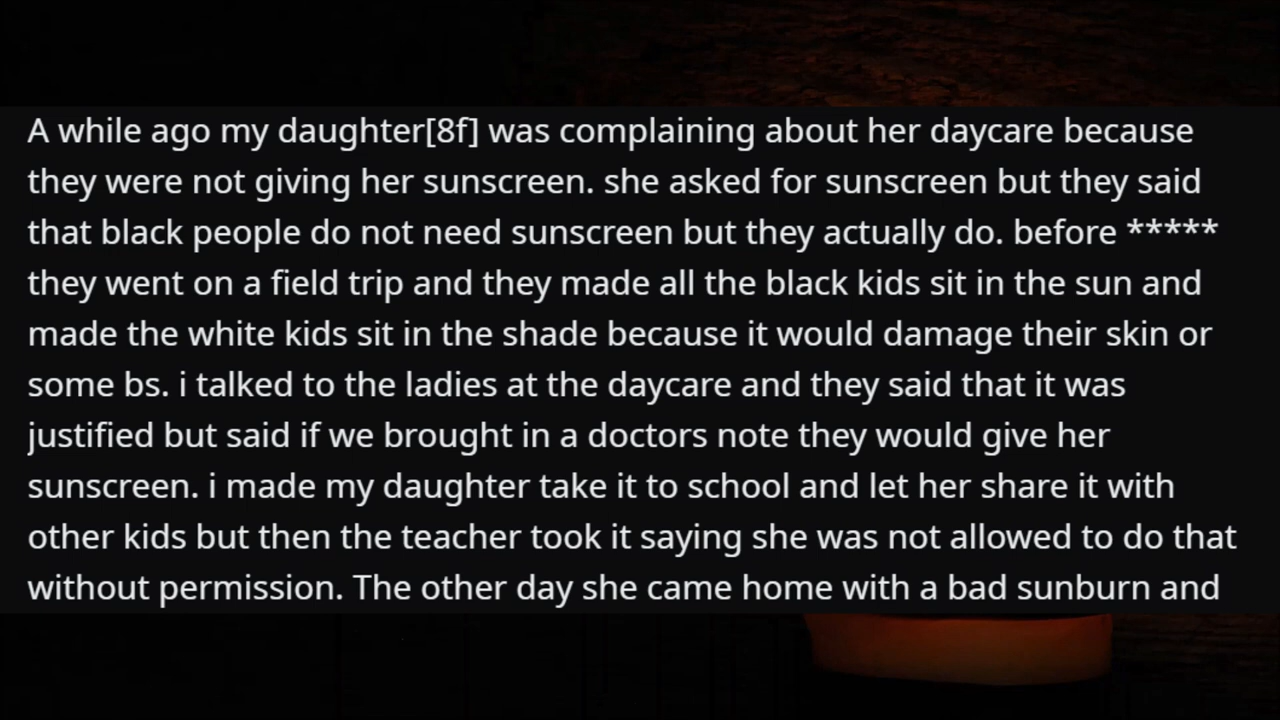 A while ago my daughter[8f] was complaining about her daycare because
they were not giving her sunscreen. she asked for sunscreen but they said
that black people do not need sunscreen but they actually do. before *****
they went on a field trip and they made all the black kids sit in the sun and
made the white kids sit in the shade because it would damage their skin or
some bs. i talked to the ladies at the daycare and they said that it was
justified but said if we brought in a doctors note they would give her
sunscreen. i made my daughter take it to school and let her share it with
other kids but then the teacher took it saying she was not allowed to do that
without permission. The other day she came home with a bad sunburn and